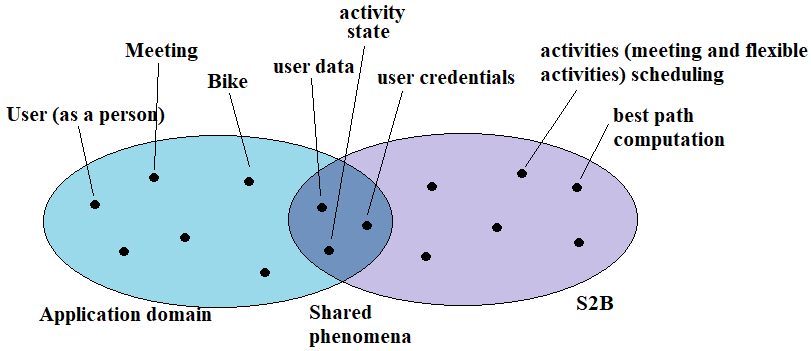 activity
state
Meeting
user data
Bike
user credentials
activities (meeting and flexible
activities) scheduling
User (as a person)
best path
computation
Application domain
Shared
phenomena
S2B